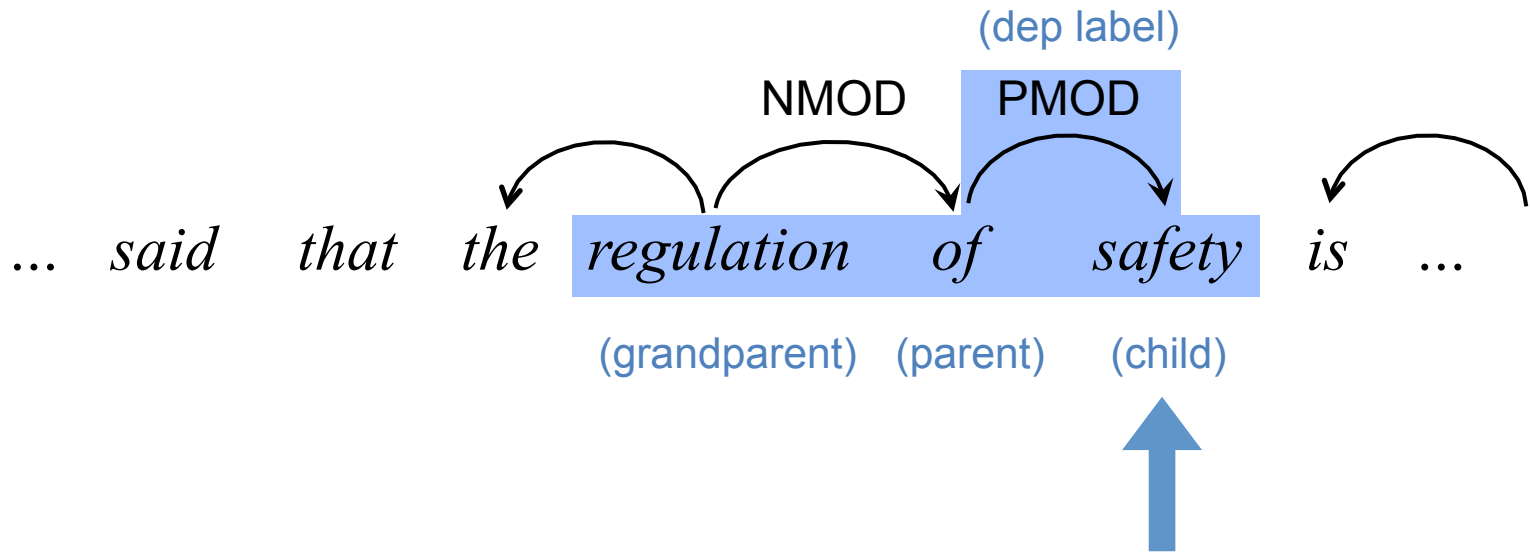 (dep label)
NMOD PMOD
... said that the regulation of safety is ...
(grandparent) (parent) (child)